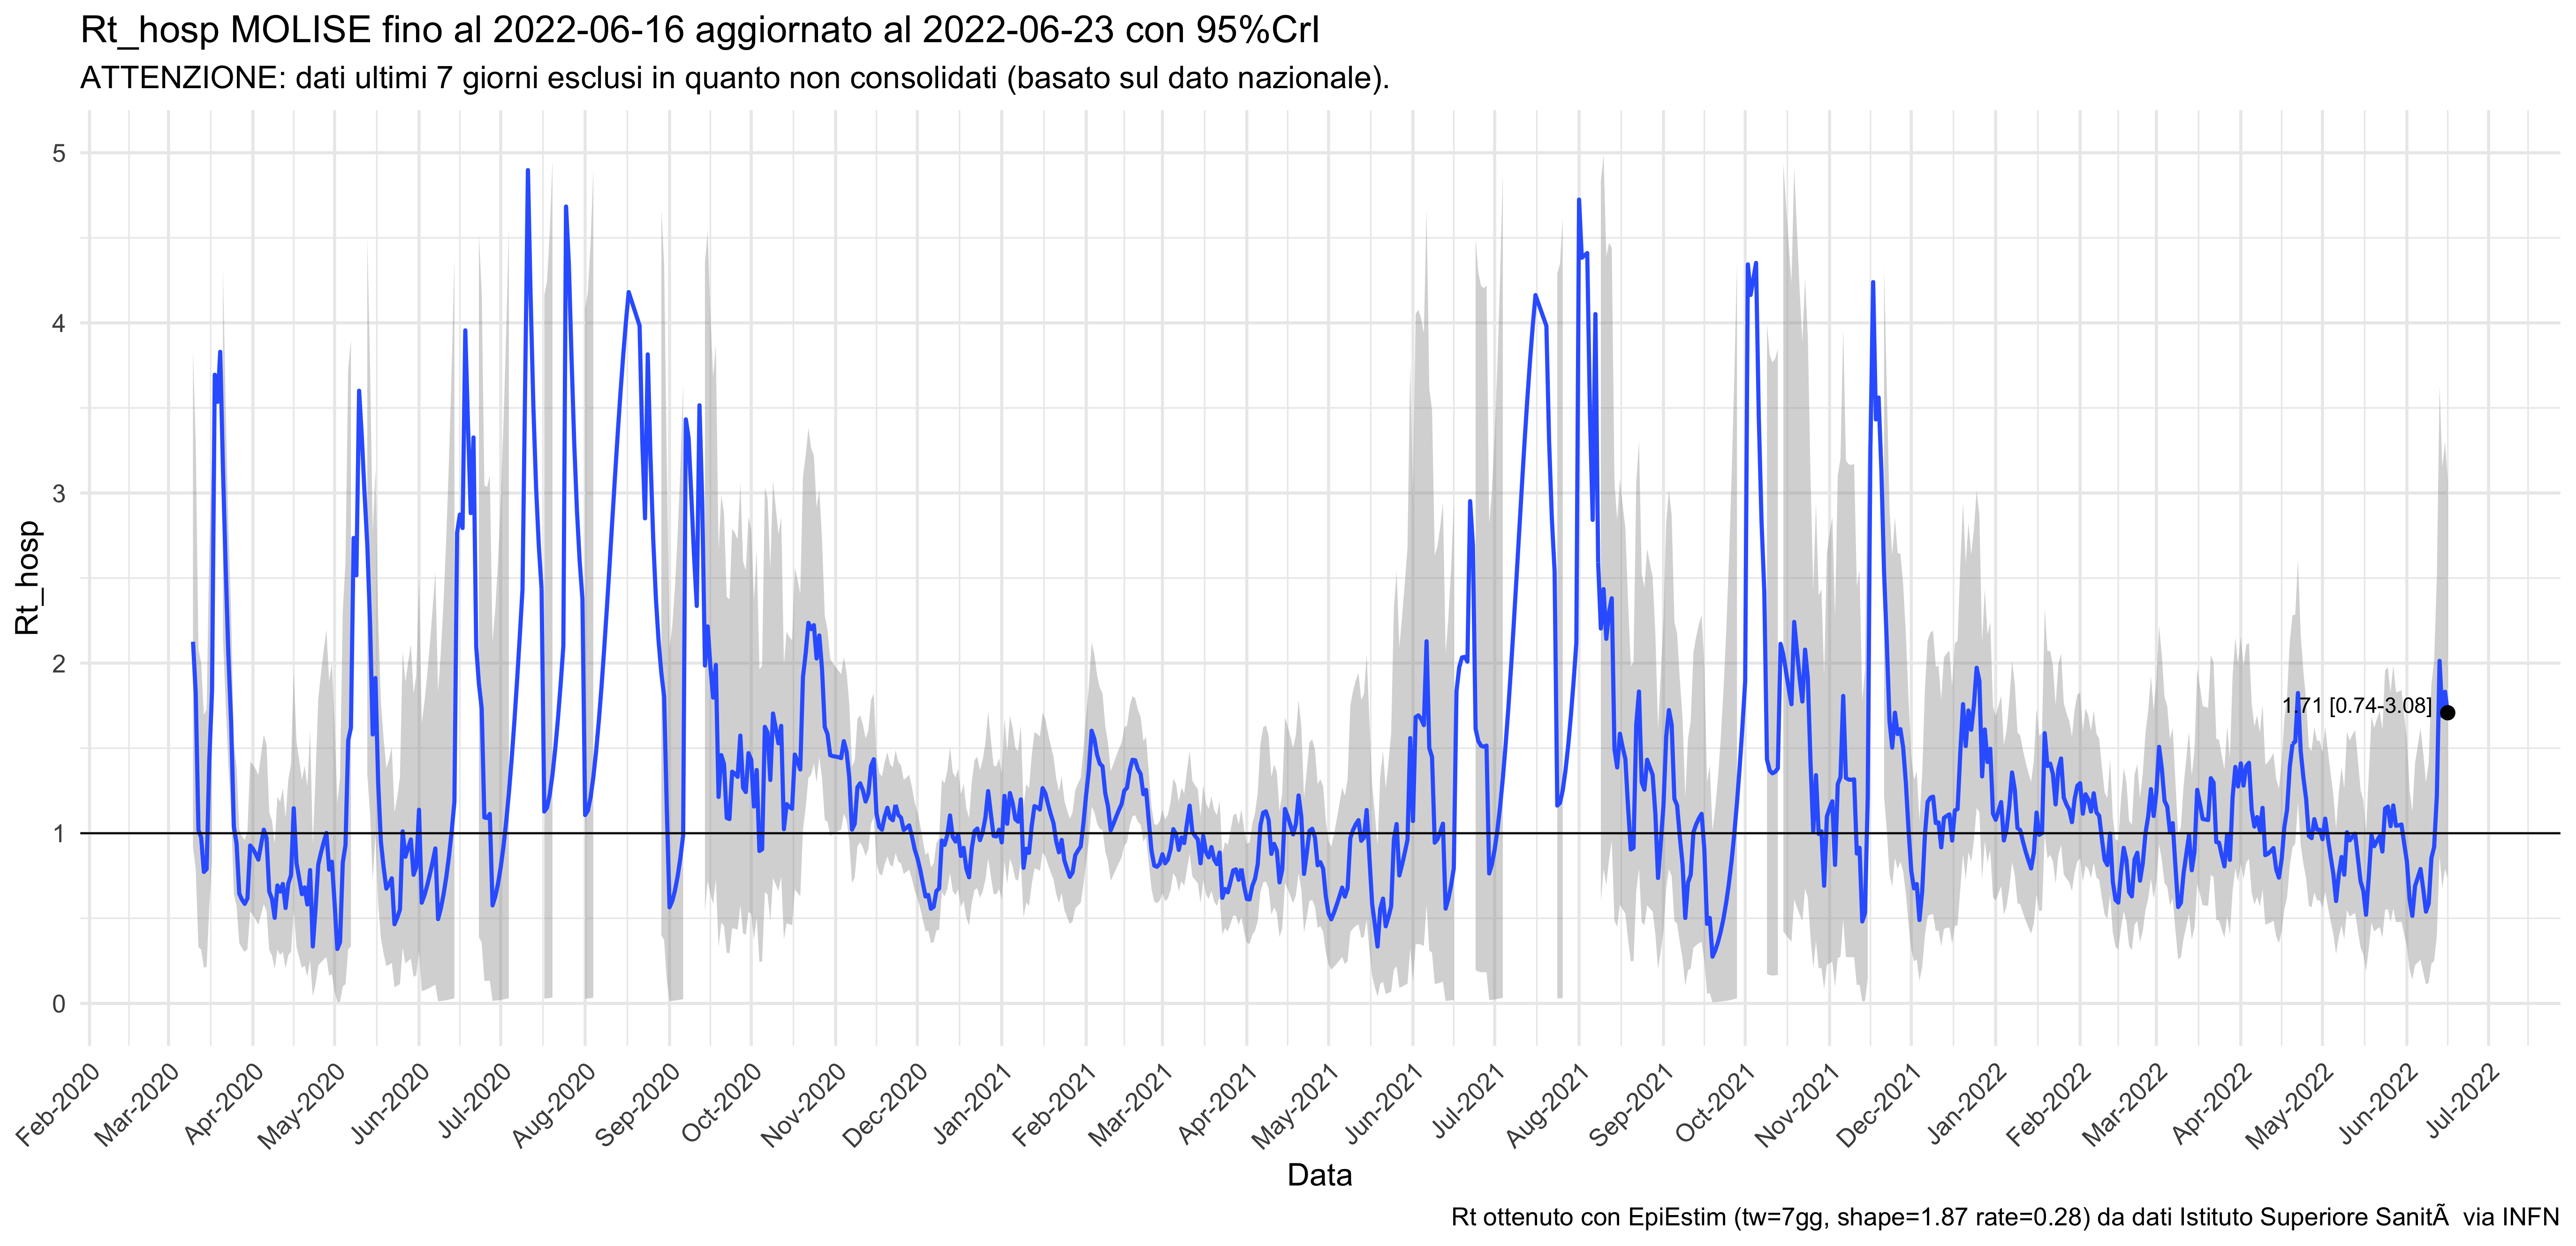 Rt_hosp MOLISE fino al 2022-06-16 aggiornato al 2022-06-23 con 95%CrI
ATTENZIONE: dati ultimi 7 giorni esclusi in quanto non consolidati (basato sul dato nazionale).
5
4
3
2
1
0
Rt_hosp
1.71 [0.74-3.08]
Feb-2020
Mar-2020
Apr-2020
May-2020
Jun-2020
Jul-2020
Aug-2020
Sep-2020
Oct-2020
Nov-2020
Dec-2020
Jan-2021
Feb-2021
Mar-2021
Apr-2021
May-2021
Jun-2021
Jul-2021
Aug-2021
Sep-2021
Oct-2021
Nov-2021
Dec-2021
Jan-2022
Feb-2022
Mar-2022
Apr-2022
May-2022
Jun-2022
Jul-2022
Data
Rt ottenuto con EpiEstim (tw=7gg, shape=1.87 rate=0.28) da dati Istituto Superiore SanitÃ  via INFN